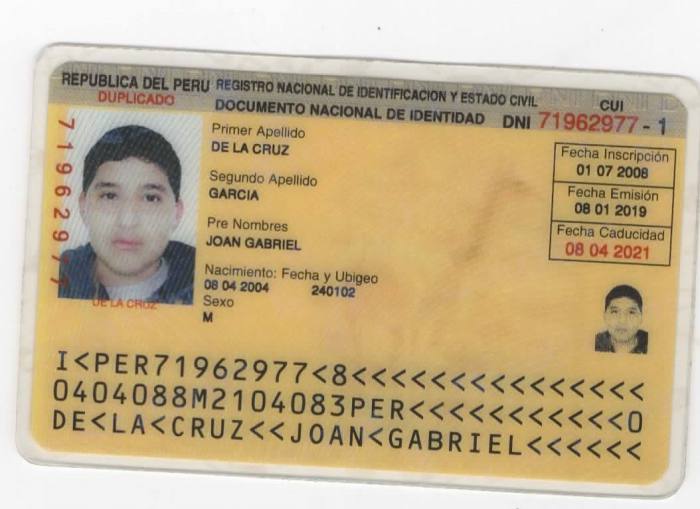 REPUBLICA DEL PERU REGISTRO NACIONAL DE IDENTIFICACION Y ESTADO CIVIL CUI
DUPLICADO DOCUMENTO NACIONAL DE IDENTIDAD DNI 71962977 - 1
71962977
Primer Apellido
DE LA CRUZ
Segundo Apellido
GARCIA
Pre Nombres
JOAN GABRIEL
Nacimiento: Fecha y Ubigeo
08 04 2004 240102
Sexo
M
Fecha Inscripción
01 07 2008
Fecha Emisión
08 01 2019
Fecha Caducidad
08 04 2021
DE LA CRUZ
I<PER71962977<8<<<<<<<<<<<<<<<
0404088M2104083PER<<<<<<<<<<<0
DE<LA<CRUZ<<JOAN<GABRIEL<<<<<<